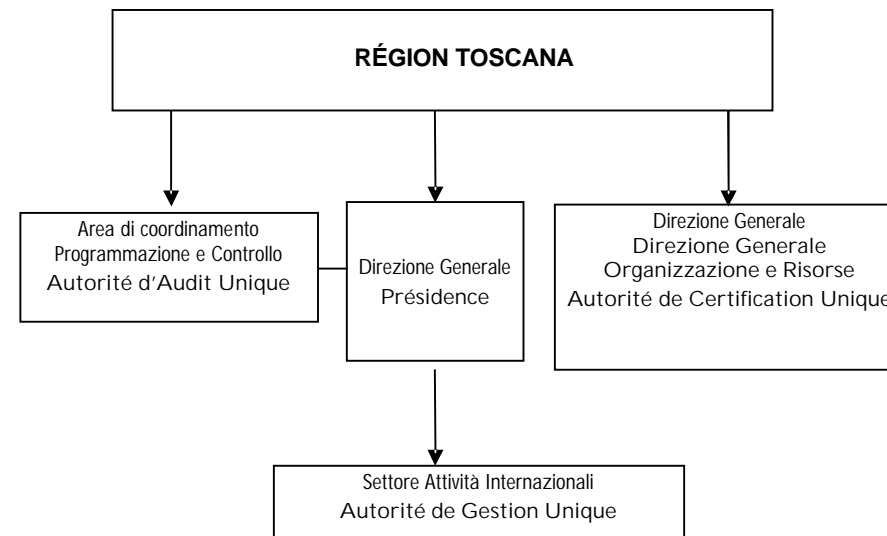 RÉGION TOSCANA
Area di coordinamento
Programmazione e Controllo
Autorité d'Audit Unique
Direzione Generale
Présidence
Direzione Generale
Direzione Generale
Organizzazione e Risorse
Autorité de Certification Unique
Settore Attività Internazionali
Autorité de Gestion Unique